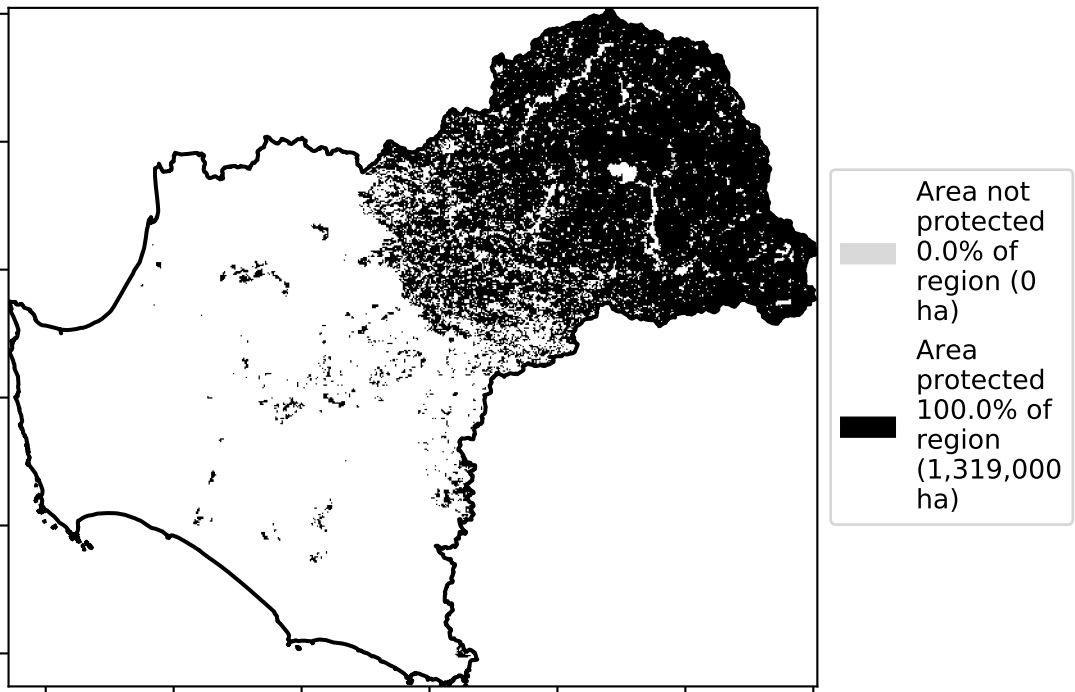 Area not
protected
0.0% of
region (0
ha)
Area
protected
100.0% of
region
(1,319,000
ha)